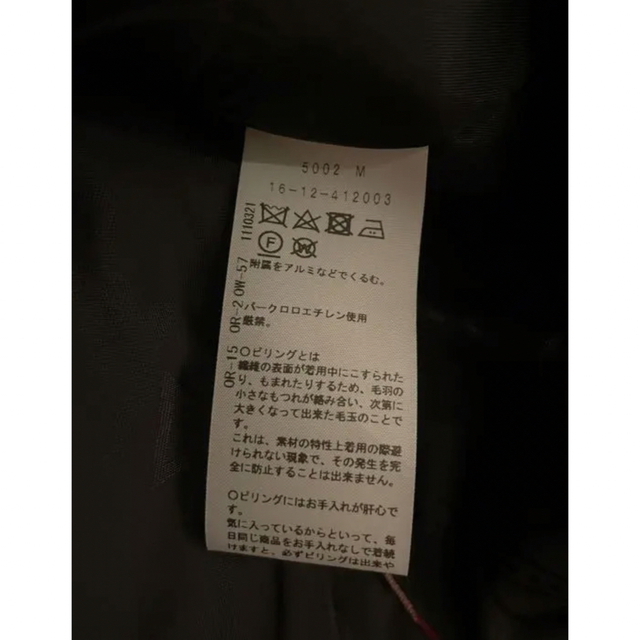 5002 M
16-12-412003
F
W
附属をアルミなどでくるむ。
パークロロエチレン使用
厳禁。
〇ピリングとは
繊維の表面が着用中にこすられた
り、もまれたりするため、毛羽の
小さなもつれが絡み合い、次第に
大きくなって出来た毛玉のことで
す。
これは、素材の特性上着用の際避
けられない現象で、その発生を完
全に防止することは出来ません。
〇ピリングにはお手入れが肝心で
す。
気に入っているからといって、毎
日同じ商品をお手入れなしで着続
けますと、必ずピリングは出来や
OR-15 OR-2 OW-57 1110321